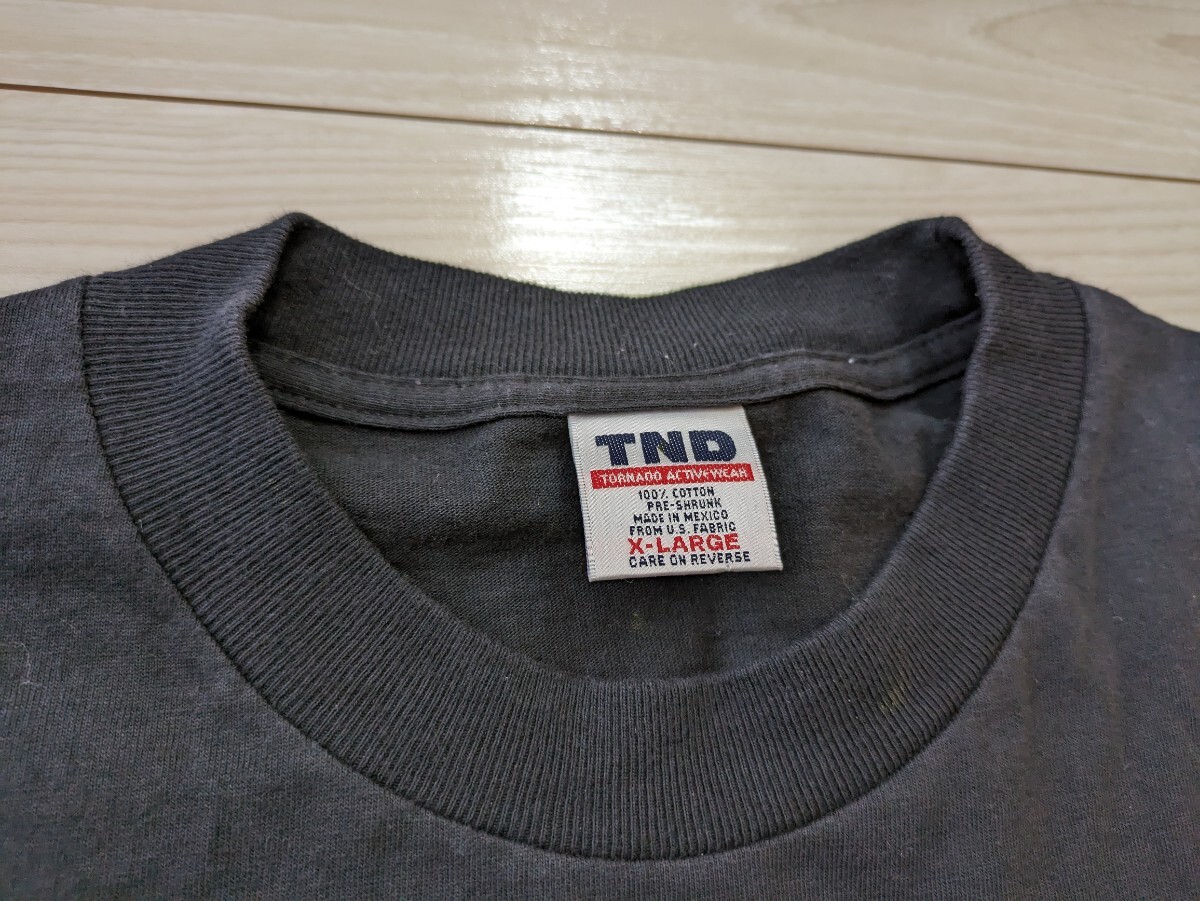 TND
TORNADO ACTIVEWEAR
100% COTTON
PRE-SHRUNK
MADE IN MEXICO
FROM U.S. FABRIC
X-LARGE
CARE ON REVERSE